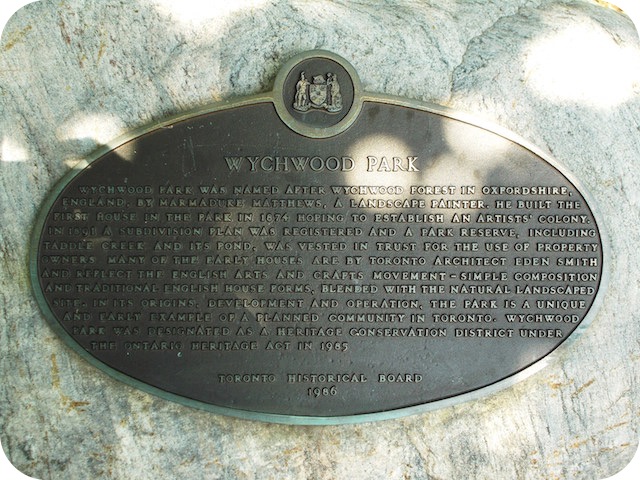 WYCHWOOD PARK
WYCHWOOD PARK WAS NAMED AFTER WYCHWOOD FOREST IN OXFORDSHIRE,
ENGLAND, BY MARMADUKE MATTHEWS, A LANDSCAPE PAINTER. HE BUILT THE
FIRST HOUSE IN THE PARK IN 1874 HOPING TO ESTABLISH AN ARTISTS' COLONY.
IN 1891 A SUBDIVISION PLAN WAS REGISTERED AND A PARK RESERVE, INCLUDING
TADDLE CREEK AND ITS POND, WAS VESTED IN TRUST FOR THE USE OF PROPERTY
OWNERS. MANY OF THE EARLY HOUSES ARE BY TORONTO ARCHITECT EDEN SMITH
AND REFLECT THE ENGLISH ARTS AND CRAFTS MOVEMENT – SIMPLE COMPOSITION
AND TRADITIONAL ENGLISH HOUSE FORMS, BLENDED WITH THE NATURAL LANDSCAPED
SITE. IN ITS ORIGINS, DEVELOPMENT AND OPERATION, THE PARK IS A UNIQUE
AND EARLY EXAMPLE OF A PLANNED COMMUNITY IN TORONTO. WYCHWOOD
PARK WAS DESIGNATED AS A HERITAGE CONSERVATION DISTRICT UNDER
THE ONTARIO HERITAGE ACT IN 1985
TORONTO HISTORICAL BOARD
1986